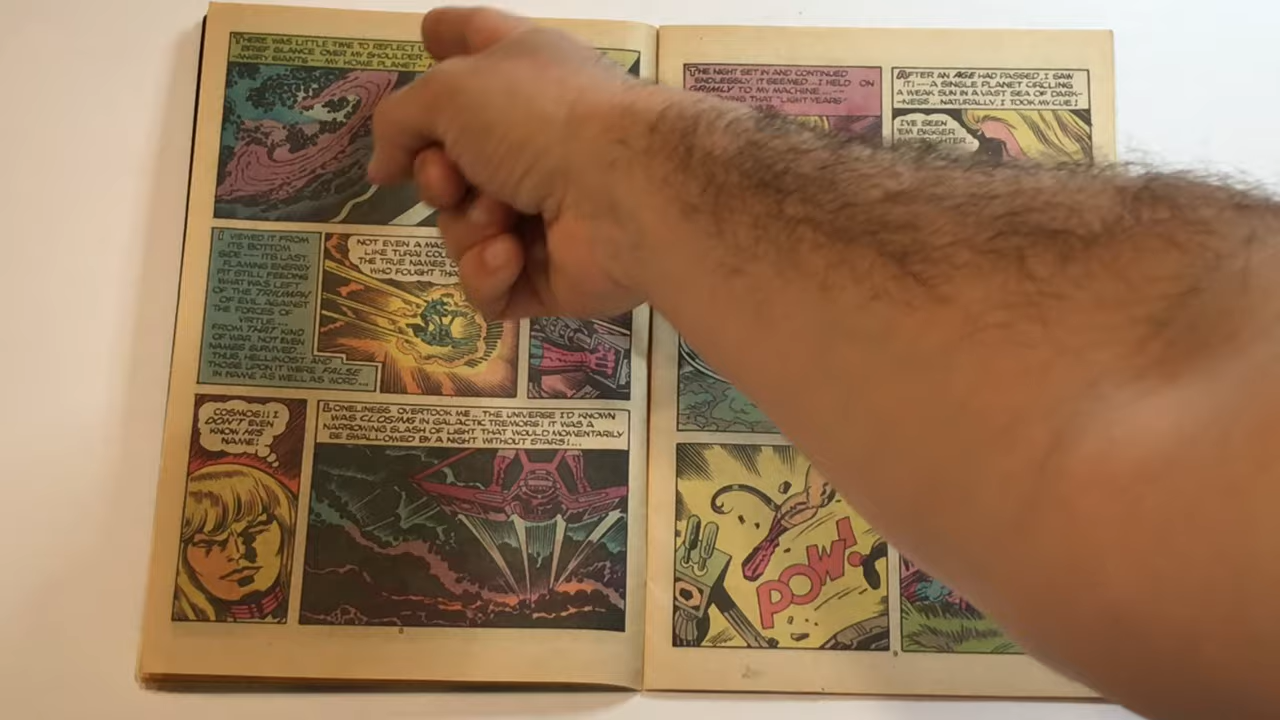 THERE WAS LITTLE TIME TO REFLECT
BRIEF GLANCE OVER MY SHOULDER--
-ANGRY GIANTS---MY HOME PLANET--
I VIEWED IT FROM
ITS BOTTOM
SIDE---ITS LAST,
FLAMING ENERGY
PIT STILL FEEDING
WHAT WAS LEFT
OF THE TRIUMPH
OF EVIL AGAINST
THE FORCES OF
VIRTUE...
FROM THAT KIND
OF WAR, NOT EVEN
NAMES SURVIVED...
THUS, HELLIKOST, AND
THOSE UPON IT WERE FALSE
IN NAME AS WELL AS WORD...
NOT EVEN A
LIKE TURAI
THE TRUE NAMES
WHO FOUGHT
COSMOS!! I
DON'T EVEN
KNOW HIS
NAME!
LONELINESS OVERTOOK ME...THE UNIVERSE I'D KNOWN
WAS CLOSING IN GALACTIC TREMORS! IT WAS A
NARROWING SLASH OF LIGHT THAT WOULD MOMENTARILY
BE SWALLOWED BY A NIGHT WITHOUT STARS!...
8
THE NIGHT SET IN AND CONTINUED
ENDLESSLY, IT SEEMED...I HELD ON
GRIMLY TO MY MACHINE...--
THAT "LIGHT YEARS"
AFTER AN AGE HAD PASSED, I SAW
IT!---A SINGLE PLANET CIRCLING
A WEAK SUN IN A VAST SEA OF DARK-
-NESS...NATURALLY, I TOOK MY CUE!
I'VE SEEN
'EM BIGGER
POW!